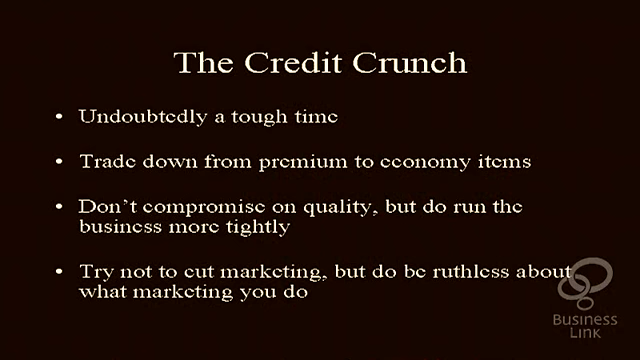 The Credit Crunch
• Undoubtedly a tough time
• Trade down from premium to economy items
• Don't compromise on quality, but do run the
business more tightly
• Try not to cut marketing, but do be ruthless about
what marketing you do
Business
Link